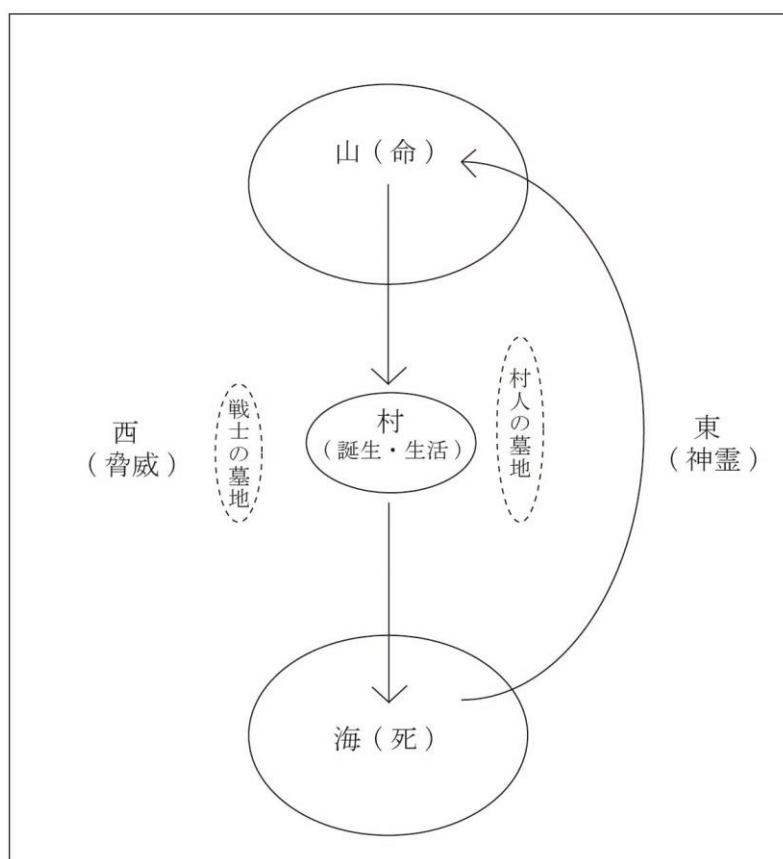 山（命）
西
（脅威）
戦士の墓地
村
（誕生・生活）
村人の墓地
東
（神霊）
海（死）